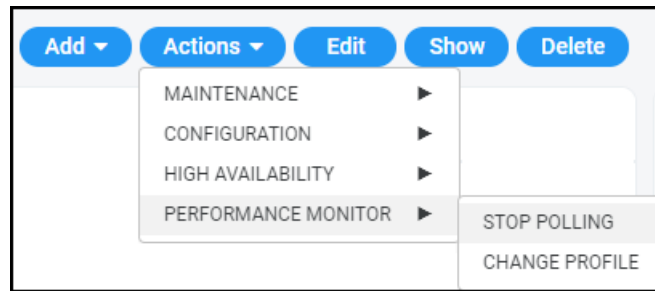 Add Actions Edit Show Delete
MAINTENANCE
CONFIGURATION
HIGH AVAILABILITY
PERFORMANCE MONITOR
STOP POLLING
CHANGE PROFILE